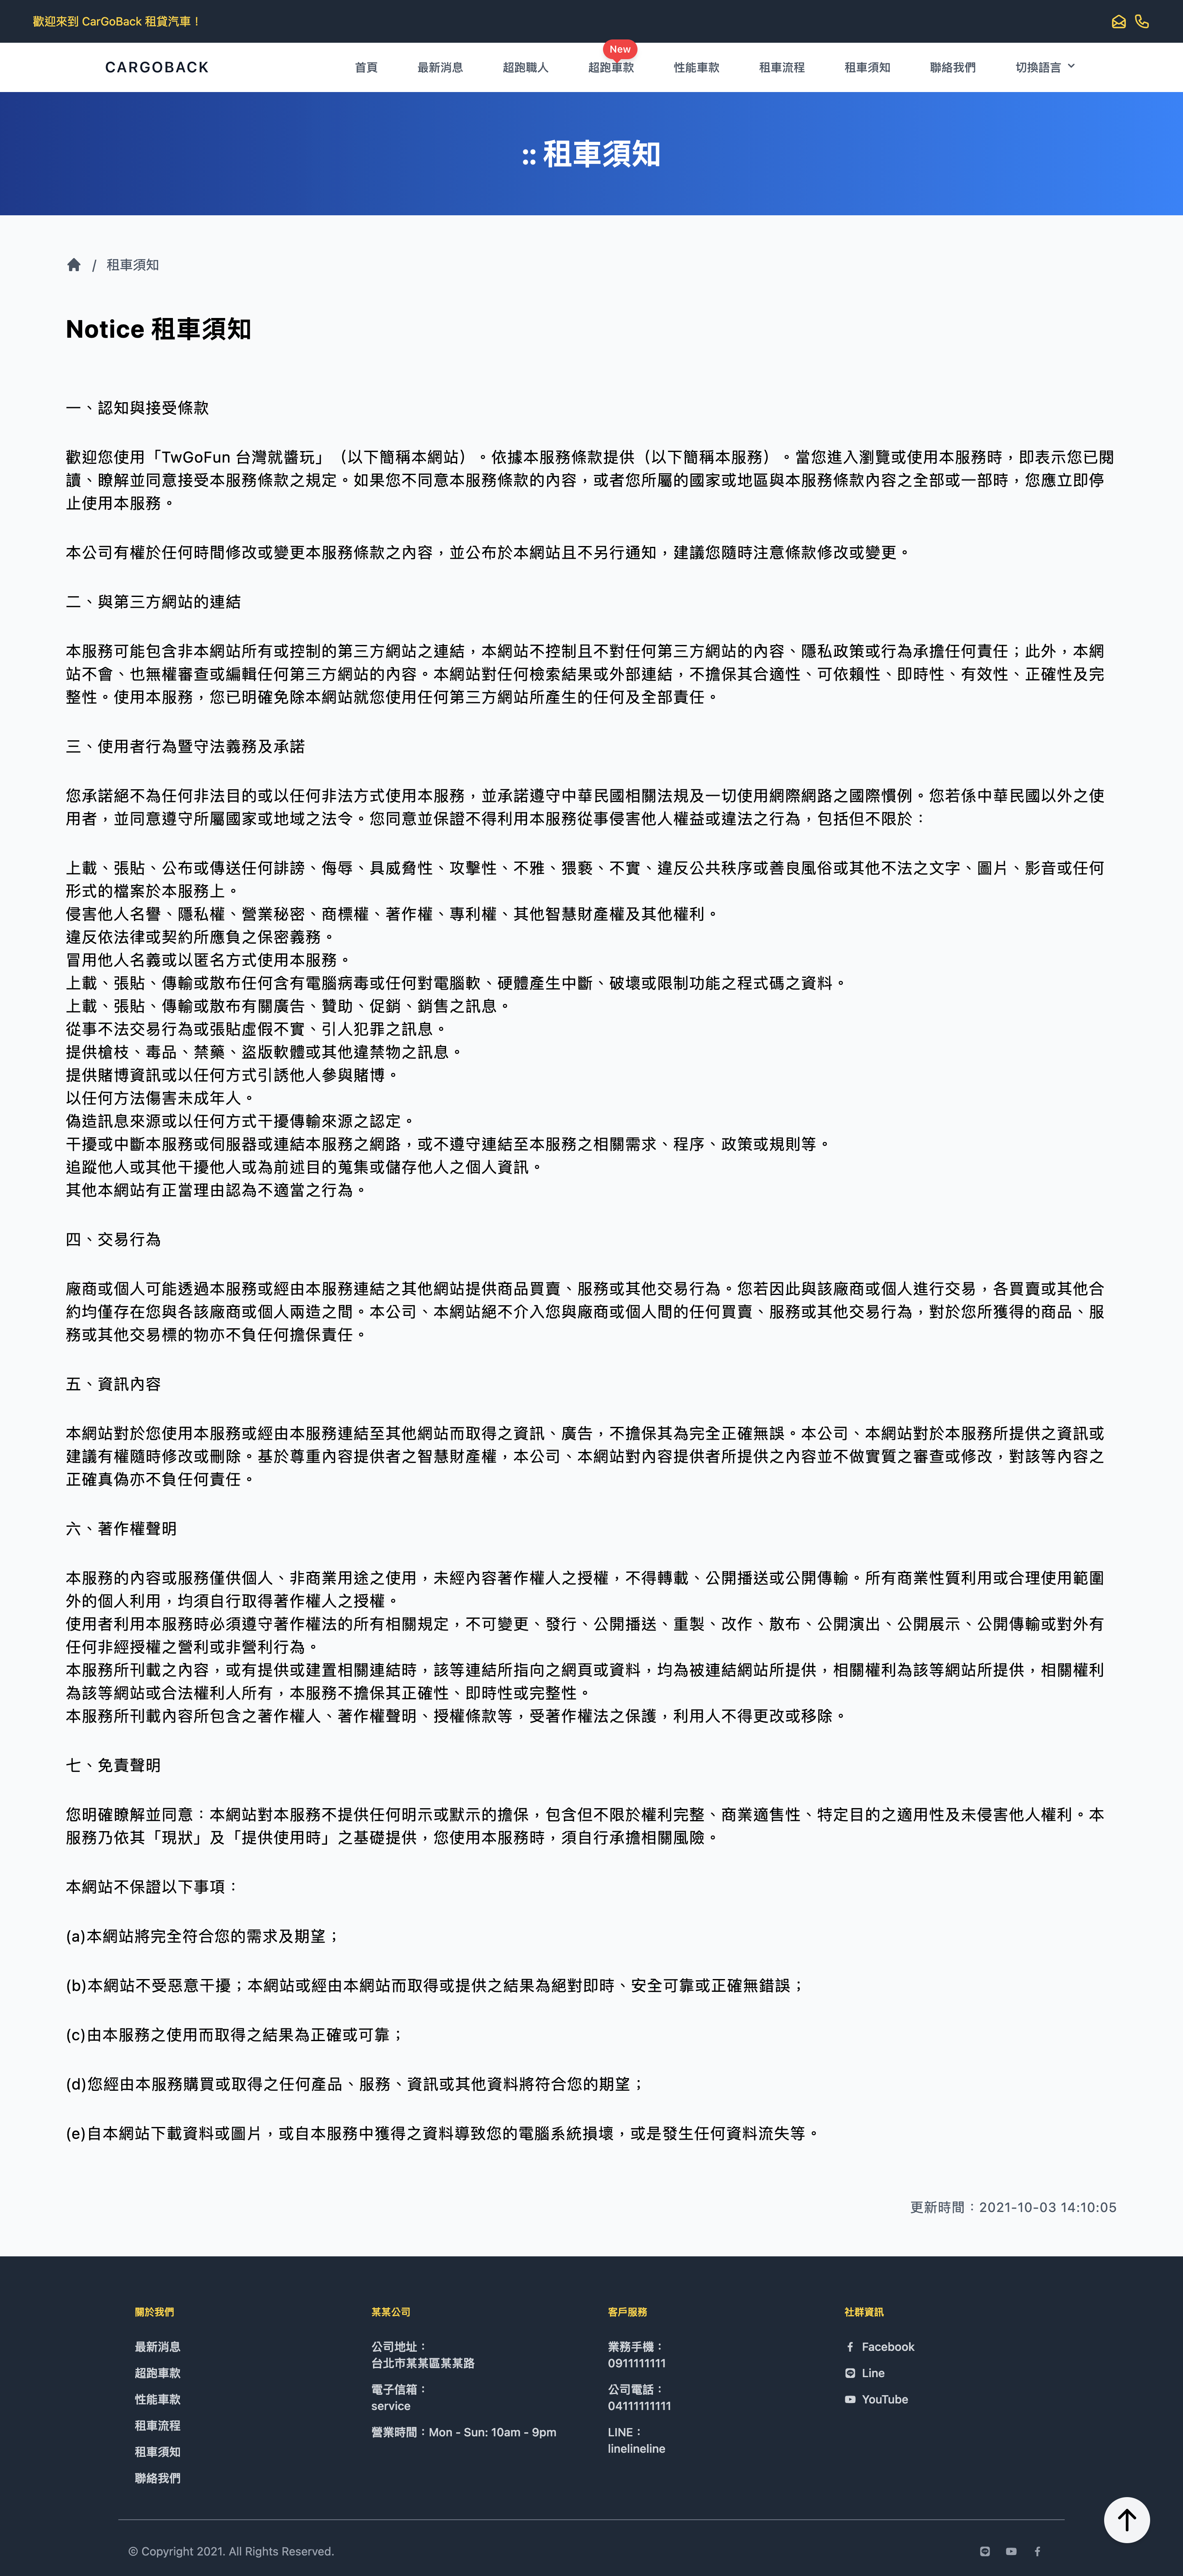 歡迎來到 CarGoBack 租貸汽車！
CARGOBACK
首頁
最新消息
超跑職人
New
超跑車款
性能車款
租車流程
租車須知
聯絡我們
切換語言
:: 租車須知
/ 租車須知
Notice 租車須知
一、認知與接受條款
歡迎您使用「TwGoFun 台灣就醬玩」（以下簡稱本網站）。依據本服務條款提供（以下簡稱本服務）。當您進入瀏覽或使用本服務時，即表示您已閱
讀、瞭解並同意接受本服務條款之規定。如果您不同意本服務條款的內容，或者您所屬的國家或地區與本服務條款內容之全部或一部時，您應立即停
止使用本服務。
本公司有權於任何時間修改或變更本服務條款之內容，並公布於本網站且不另行通知，建議您隨時注意條款修改或變更。
二、與第三方網站的連結
本服務可能包含非本網站所有或控制的第三方網站之連結，本網站不控制且不對任何第三方網站的內容、隱私政策或行為承擔任何責任；此外，本網
站不會、也無權審查或編輯任何第三方網站的內容。本網站對任何檢索結果或外部連結，不擔保其合適性、可依賴性、即時性、有效性、正確性及完
整性。使用本服務，您已明確免除本網站就您使用任何第三方網站所產生的任何及全部責任。
三、使用者行為暨守法義務及承諾
您承諾絕不為任何非法目的或以任何非法方式使用本服務，並承諾遵守中華民國相關法規及一切使用網際網路之國際慣例。您若係中華民國以外之使
用者，並同意遵守所屬國家或地域之法令。您同意並保證不得利用本服務從事侵害他人權益或違法之行為，包括但不限於：
上載、張貼、公布或傳送任何誹謗、侮辱、具威脅性、攻擊性、不雅、猥褻、不實、違反公共秩序或善良風俗或其他不法之文字、圖片、影音或任何
形式的檔案於本服務上。
侵害他人名譽、隱私權、營業秘密、商標權、著作權、專利權、其他智慧財產權及其他權利。
違反依法律或契約所應負之保密義務。
冒用他人名義或以匿名方式使用本服務。
上載、張貼、傳輸或散布任何含有電腦病毒或任何對電腦軟、硬體產生中斷、破壞或限制功能之程式碼之資料。
上載、張貼、傳輸或散布有關廣告、贊助、促銷、銷售之訊息。
從事不法交易行為或張貼虛假不實、引人犯罪之訊息。
提供槍枝、毒品、禁藥、盜版軟體或其他違禁物之訊息。
提供賭博資訊或以任何方式引誘他人參與賭博。
以任何方法傷害未成年人。
偽造訊息來源或以任何方式干擾傳輸來源之認定。
干擾或中斷本服務或伺服器或連結本服務之網路，或不遵守連結至本服務之相關需求、程序、政策或規則等。
追蹤他人或其他干擾他人或為前述目的蒐集或儲存他人之個人資訊。
其他本網站有正當理由認為不適當之行為。
四、交易行為
廠商或個人可能透過本服務或經由本服務連結之其他網站提供商品買賣、服務或其他交易行為。您若因此與該廠商或個人進行交易，各買賣或其他合
約均僅存在您與各該廠商或個人兩造之間。本公司、本網站絕不介入您與廠商或個人間的任何買賣、服務或其他交易行為，對於您所獲得的商品、服
務或其他交易標的物亦不負任何擔保責任。
五、資訊內容
本網站對於您使用本服務或經由本服務連結至其他網站而取得之資訊、廣告，不擔保其為完全正確無誤。本公司、本網站對於本服務所提供之資訊或
建議有權隨時修改或刪除。基於尊重內容提供者之智慧財產權，本公司、本網站對內容提供者所提供之內容並不做實質之審查或修改，對該等內容之
正確真偽亦不負任何責任。
六、著作權聲明
本服務的內容或服務僅供個人、非商業用途之使用，未經內容著作權人之授權，不得轉載、公開播送或公開傳輸。所有商業性質利用或合理使用範圍
外的個人利用，均須自行取得著作權人之授權。
使用者利用本服務時必須遵守著作權法的所有相關規定，不可變更、發行、公開播送、重製、改作、散布、公開演出、公開展示、公開傳輸或對外有
任何非經授權之營利或非營利行為。
本服務所刊載之內容，或有提供或建置相關連結時，該等連結所指向之網頁或資料，均為被連結網站所提供，相關權利為該等網站所提供，相關權利
為該等網站或合法權利人所有，本服務不擔保其正確性、即時性或完整性。
本服務所刊載內容所包含之著作權人、著作權聲明、授權條款等，受著作權法之保護，利用人不得更改或移除。
七、免責聲明
您明確瞭解並同意：本網站對本服務不提供任何明示或默示的擔保，包含但不限於權利完整、商業適售性、特定目的之適用性及未侵害他人權利。本
服務乃依其「現狀」及「提供使用時」之基礎提供，您使用本服務時，須自行承擔相關風險。
本網站不保證以下事項：
(a)本網站將完全符合您的需求及期望；
(b)本網站不受惡意干擾；本網站或經由本網站而取得或提供之結果為絕對即時、安全可靠或正確無錯誤；
(c)由本服務之使用而取得之結果為正確或可靠；
(d)您經由本服務購買或取得之任何產品、服務、資訊或其他資料將符合您的期望；
(e)自本網站下載資料或圖片，或自本服務中獲得之資料導致您的電腦系統損壞，或是發生任何資料流失等。
更新時間：2021-10-03 14:10:05
關於我們
最新消息
超跑車款
性能車款
租車流程
租車須知
聯絡我們
某某公司
公司地址：
台北市某某區某某路
電子信箱：
service
營業時間：Mon - Sun: 10am - 9pm
客戶服務
業務手機：
0911111111
公司電話：
04111111111
LINE：
linelineline
社群資訊
Facebook
Line
YouTube
© Copyright 2021. All Rights Reserved.